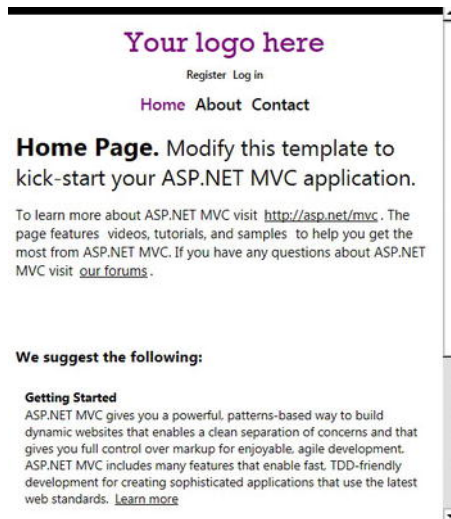 Your logo here
Register Log in
Home About Contact
Home Page. Modify this template to
kick-start your ASP.NET MVC application.
To learn more about ASP.NET MVC visit http://asp.net/mvc . The
page features videos, tutorials, and samples to help you get the
most from ASP.NET MVC. If you have any questions about ASP.NET
MVC visit our forums .
We suggest the following:
Getting Started
ASP.NET MVC gives you a powerful, patterns-based way to build
dynamic websites that enables a clean separation of concerns and that
gives you full control over markup for enjoyable, agile development.
ASP.NET MVC includes many features that enable fast, TDD-friendly
development for creating sophisticated applications that use the latest
web standards. Learn more